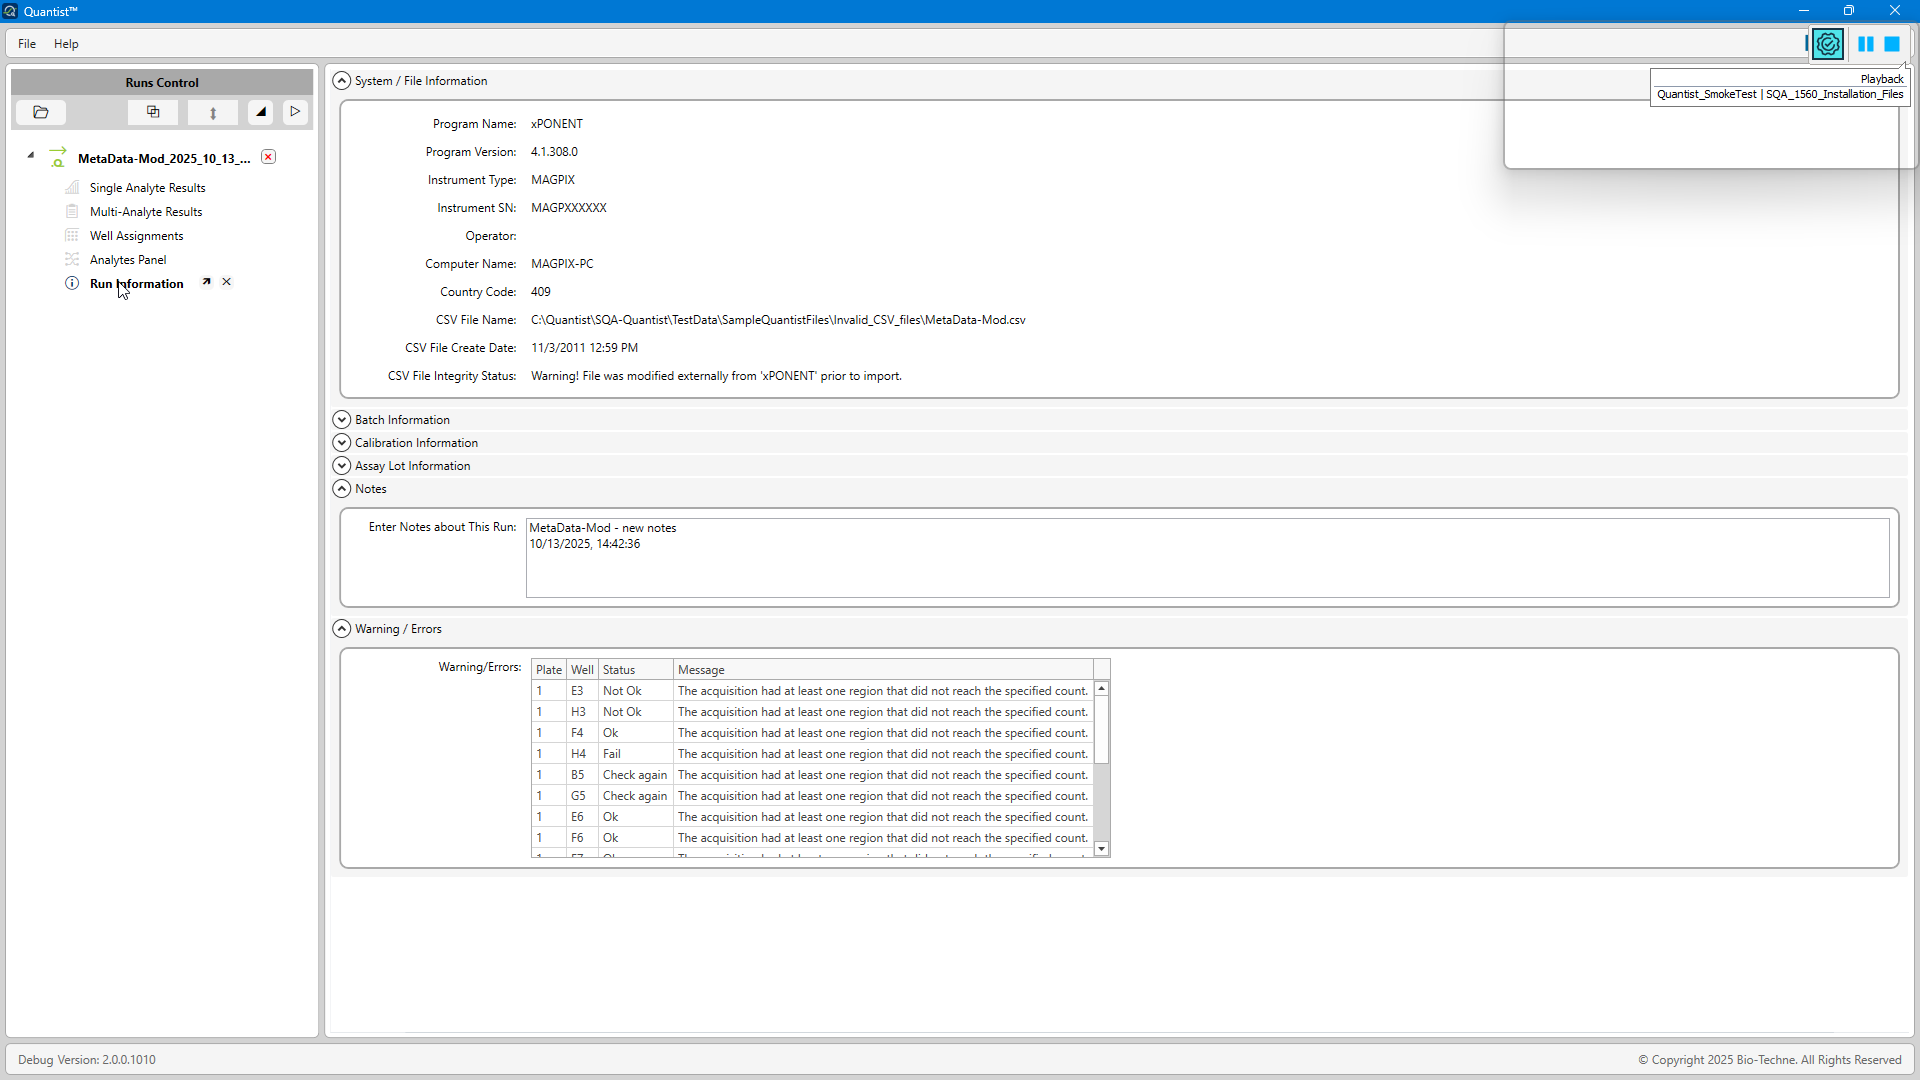 Quantist™
File Help
Playback
Quantist_SmokeTest | SQA_1560_Installation_Files
Runs Control
MetaData-Mod_2025_10_13_...
Single Analyte Results
Multi-Analyte Results
Well Assignments
Analytes Panel
Run Information
System / File Information
Program Name: xPONENT
Program Version: 4.1.308.0
Instrument Type: MAGPIX
Instrument SN: MAGPXXXXXX
Operator:
Computer Name: MAGPIX-PC
Country Code: 409
CSV File Name: C:\Quantist\SQA-Quantist\TestData\SampleQuantistFiles\Invalid_CSV_files\MetaData-Mod.csv
CSV File Create Date: 11/3/2011 12:59 PM
CSV File Integrity Status: Warning! File was modified externally from 'xPONENT' prior to import.
Batch Information
Calibration Information
Assay Lot Information
Notes
Enter Notes about This Run: MetaData-Mod - new notes
10/13/2025, 14:42:36
Warning / Errors
Warning/Errors: Plate Well Status Message
1 E3 Not Ok The acquisition had at least one region that did not reach the specified count.
1 H3 Not Ok The acquisition had at least one region that did not reach the specified count.
1 F4 Ok The acquisition had at least one region that did not reach the specified count.
1 H4 Fail The acquisition had at least one region that did not reach the specified count.
1 B5 Check again The acquisition had at least one region that did not reach the specified count.
1 G5 Check again The acquisition had at least one region that did not reach the specified count.
1 E6 Ok The acquisition had at least one region that did not reach the specified count.
1 F6 Ok The acquisition had at least one region that did not reach the specified count.
Debug Version: 2.0.0.1010
© Copyright 2025 Bio-Techne. All Rights Reserved